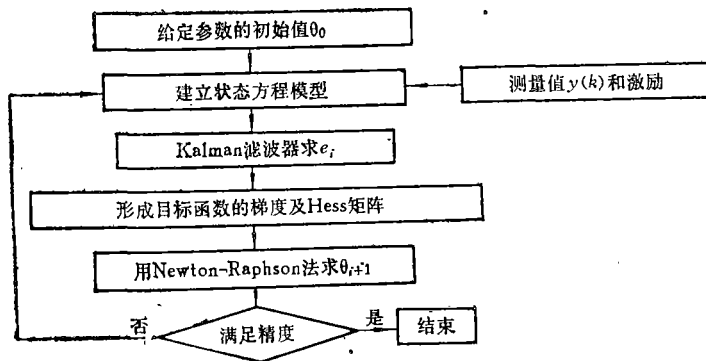 给定参数的初始值θ₀
建立状态方程模型
测量值y(k)和激励
Kalman滤波器求eᵢ
形成目标函数的梯度及Hess矩阵
用Newton-Raphson法求θᵢ₊₁
否
满足精度
是
结束